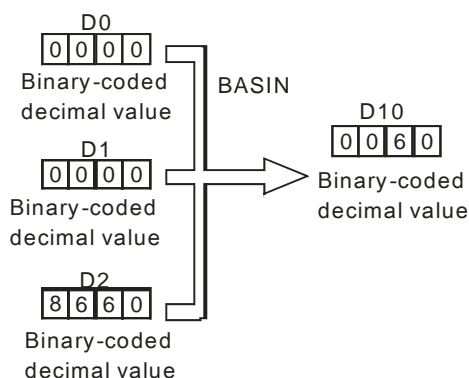 D0
0 0 0 0
Binary-coded
decimal value
BASIN
D1
0 0 0 0
Binary-coded
decimal value
D10
0 0 6 0
Binary-coded
decimal value
D2
8 6 6 0
Binary-coded
decimal value